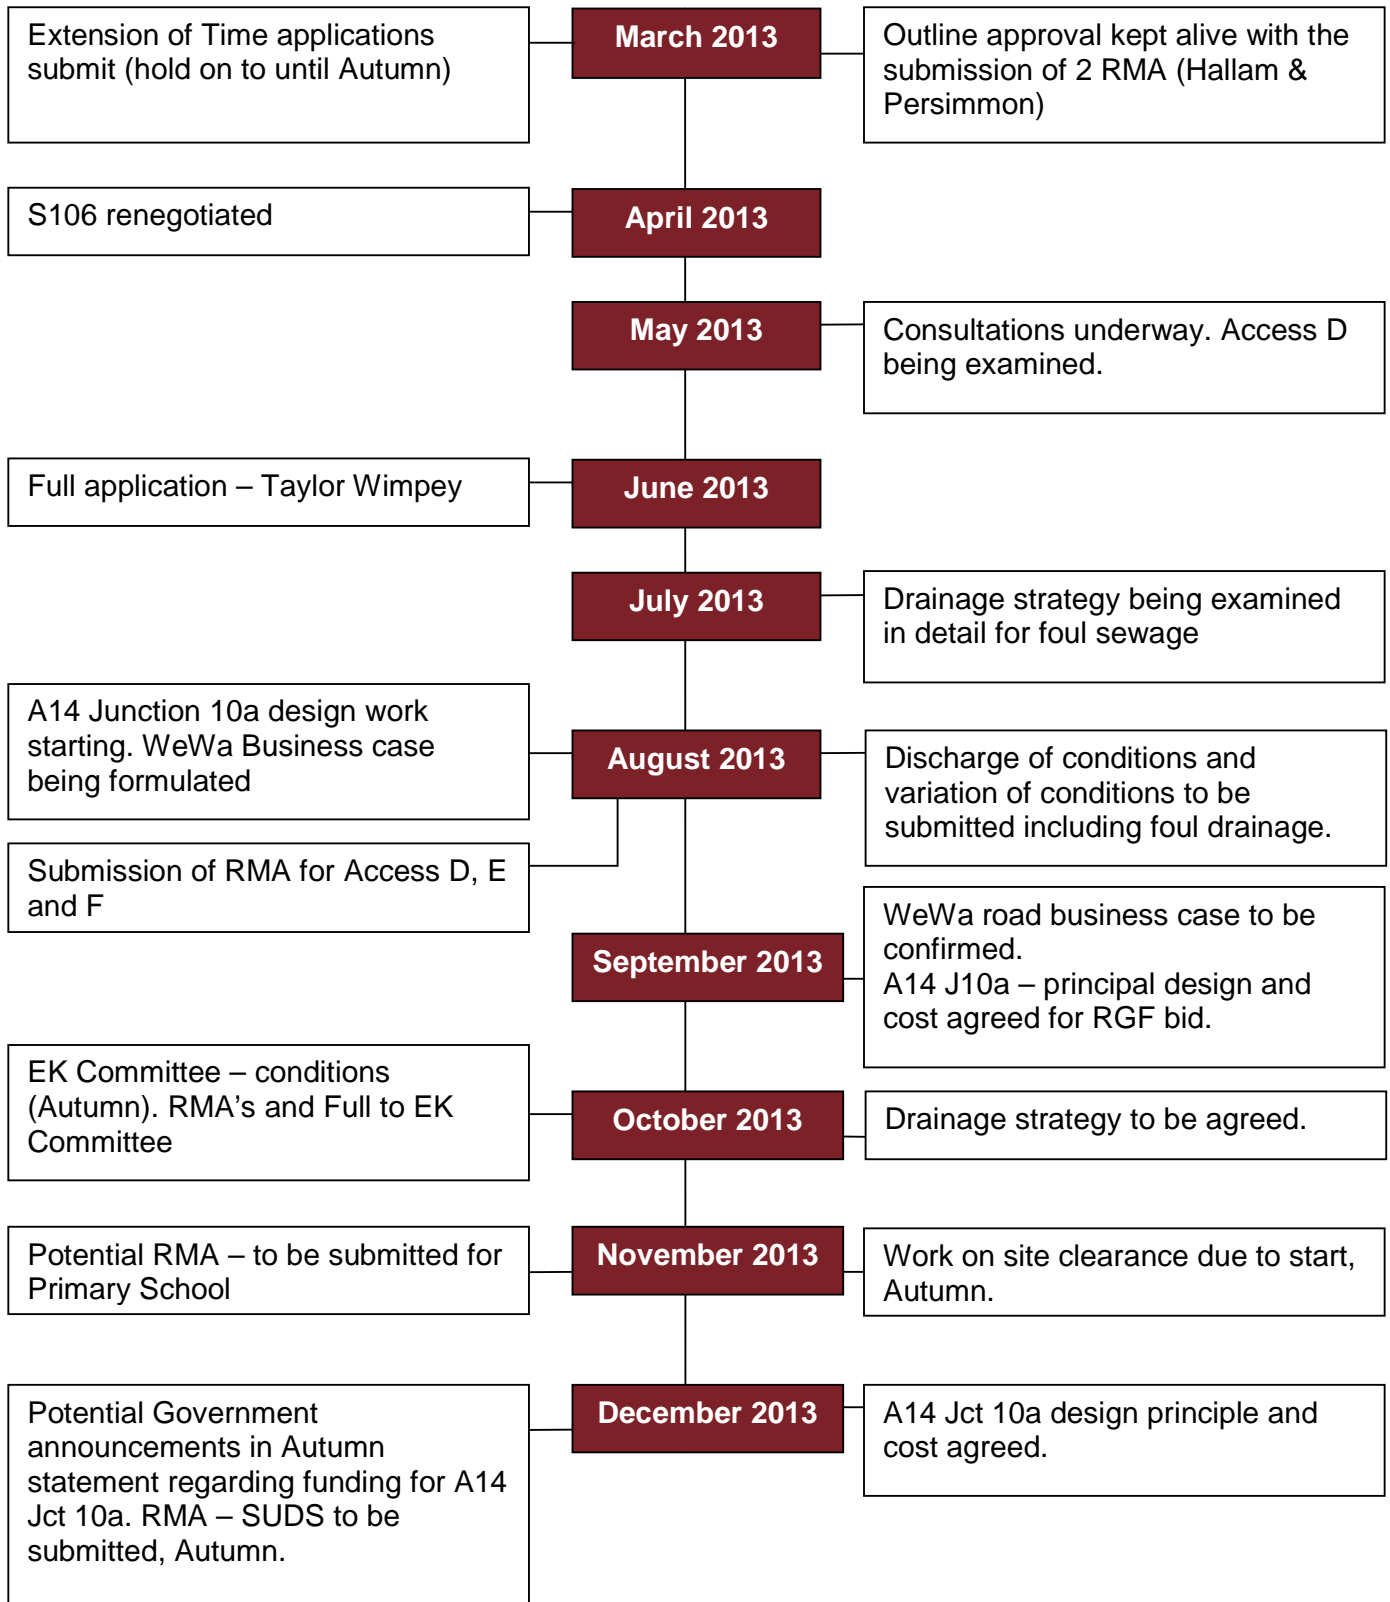 Extension of Time applications
submit (hold on to until Autumn)
March 2013
Outline approval kept alive with the
submission of 2 RMA (Hallam &
Persimmon)
S106 renegotiated
April 2013
May 2013
Consultations underway. Access D
being examined.
Full application – Taylor Wimpey
June 2013
July 2013
Drainage strategy being examined
in detail for foul sewage
A14 Junction 10a design work
starting. WeWa Business case
being formulated
August 2013
Discharge of conditions and
variation of conditions to be
submitted including foul drainage.
Submission of RMA for Access D, E
and F
September 2013
WeWa road business case to be
confirmed.
A14 J10a – principal design and
cost agreed for RGF bid.
EK Committee – conditions
(Autumn). RMA's and Full to EK
Committee
October 2013
Drainage strategy to be agreed.
Potential RMA – to be submitted for
Primary School
November 2013
Work on site clearance due to start,
Autumn.
Potential Government
announcements in Autumn
statement regarding funding for A14
Jct 10a. RMA – SUDS to be
submitted, Autumn.
December 2013
A14 Jct 10a design principle and
cost agreed.